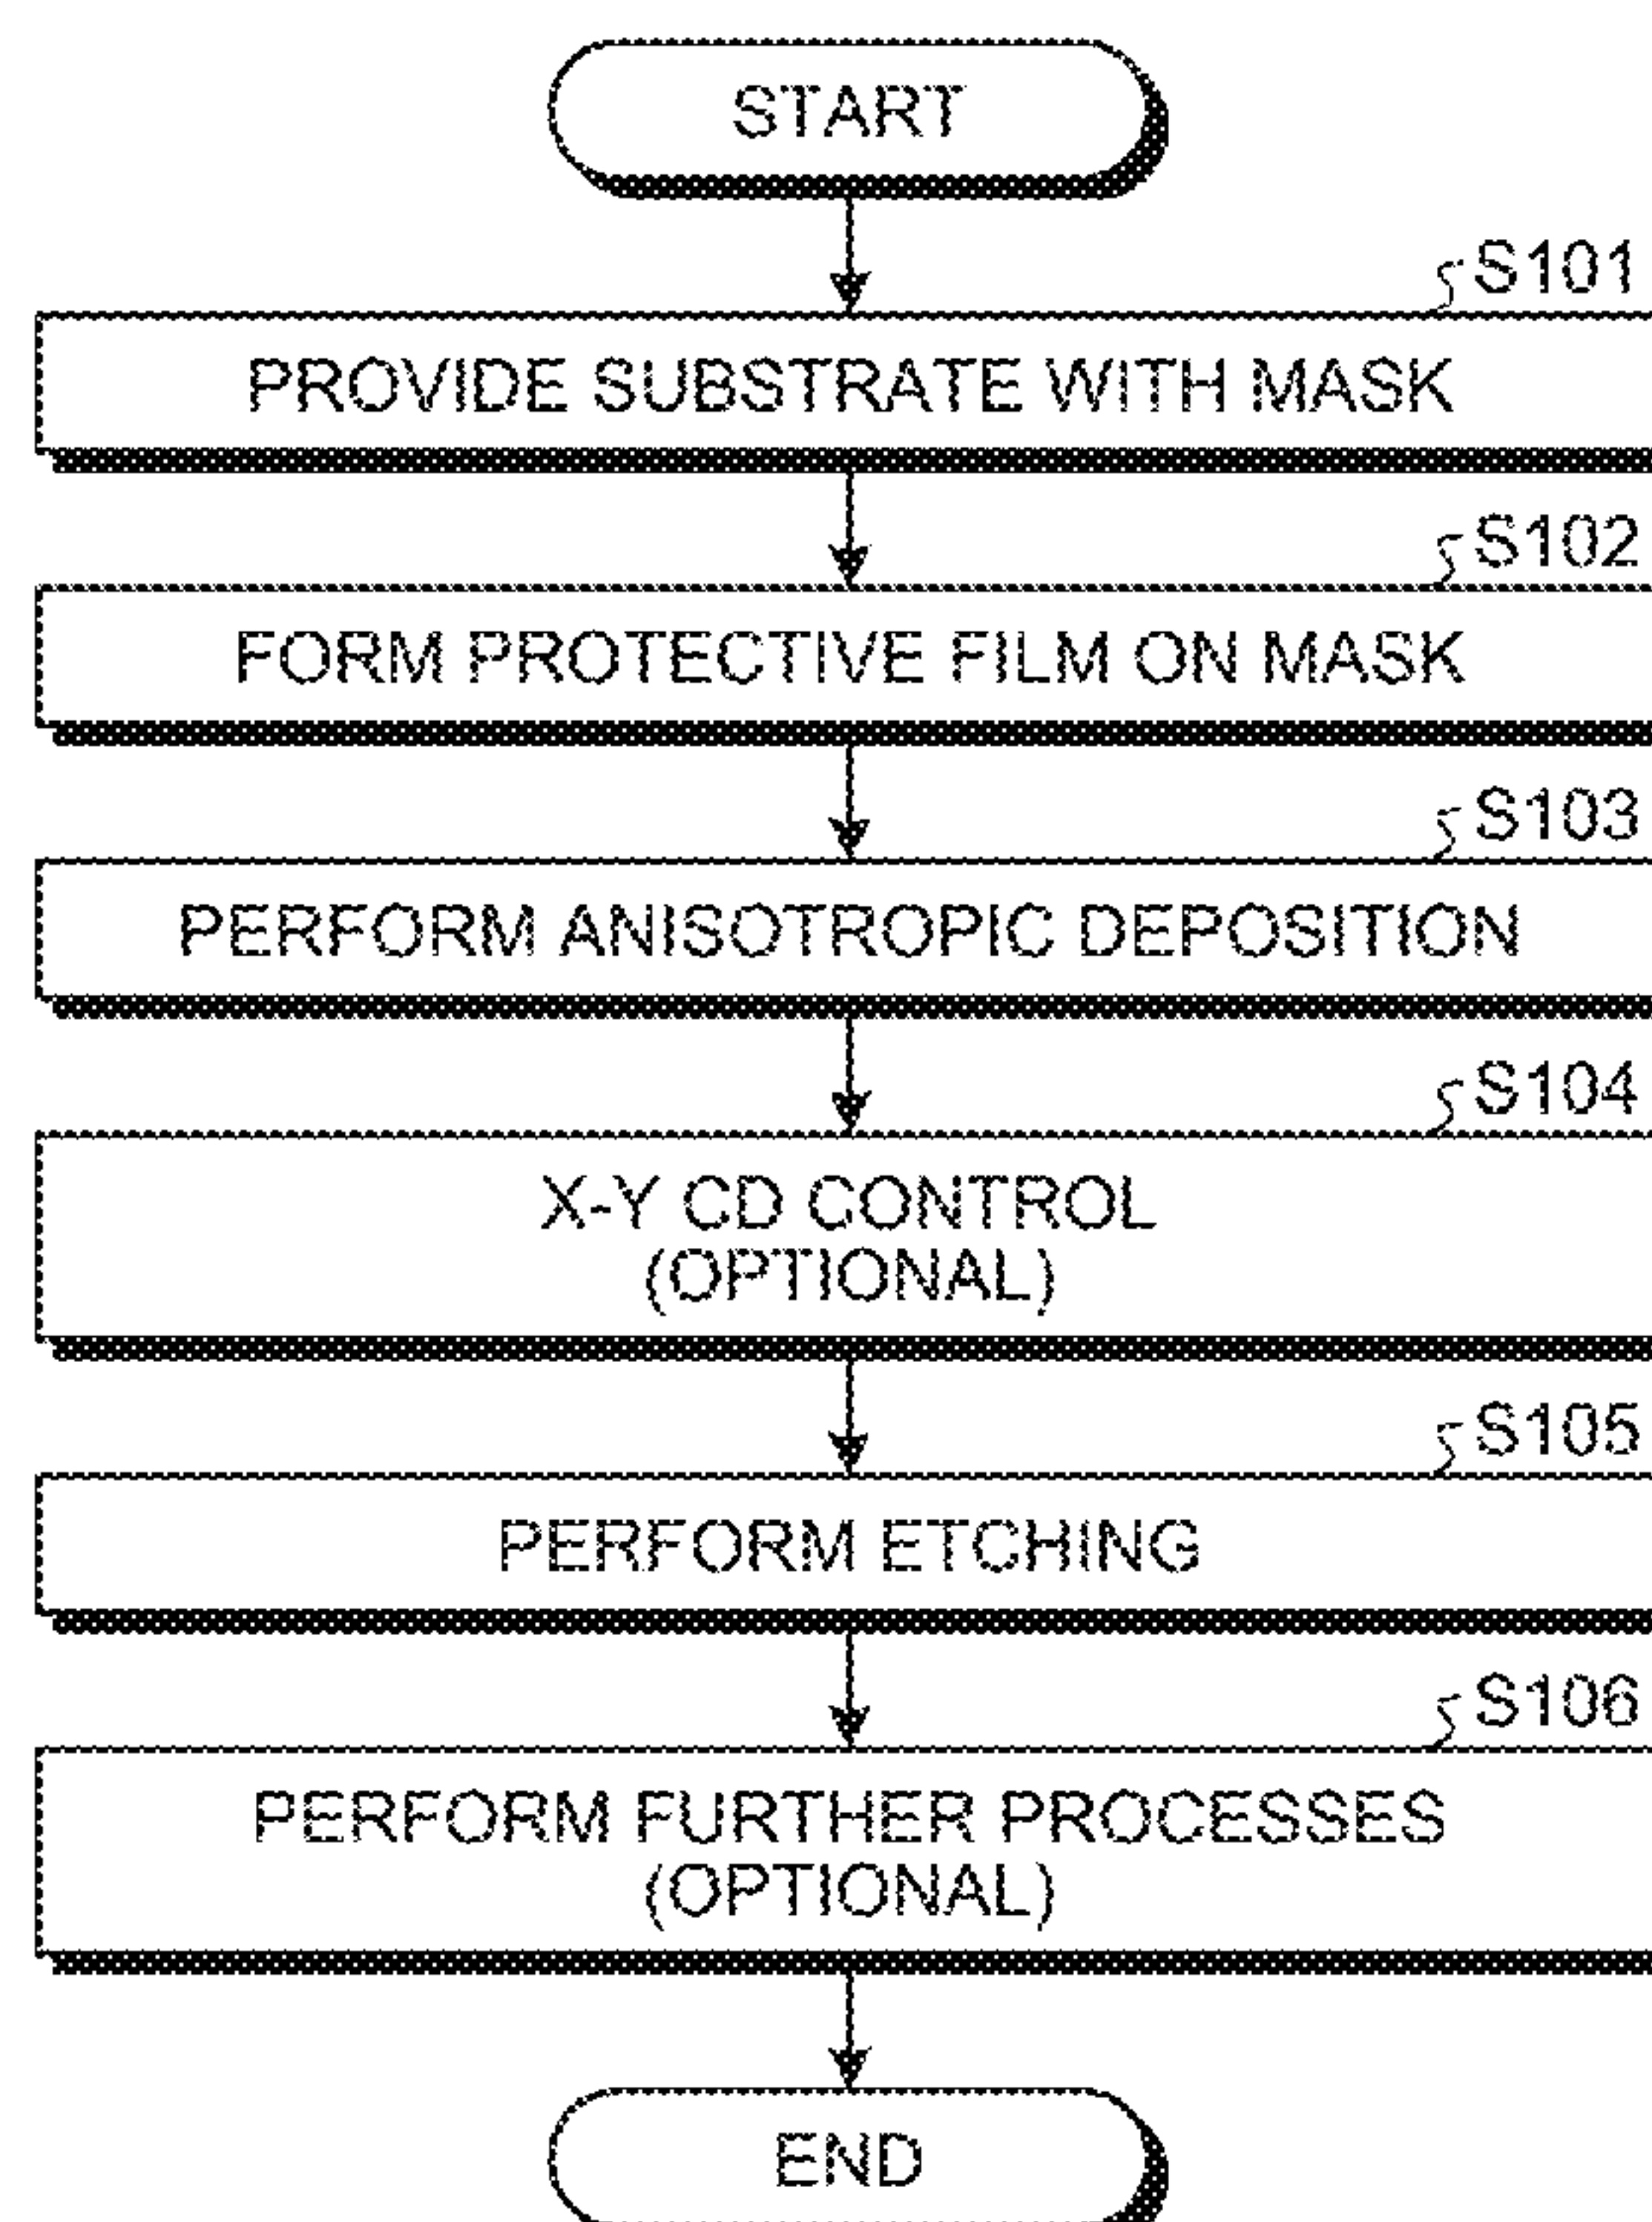 START
S101
PROVIDE SUBSTRATE WITH MASK
S102
FORM PROTECTIVE FILM ON MASK
S103
PERFORM ANISOTROPIC DEPOSITION
S104
X-Y CD CONTROL
(OPTIONAL)
S105
PERFORM ETCHING
S106
PERFORM FURTHER PROCESSES
(OPTIONAL)
END